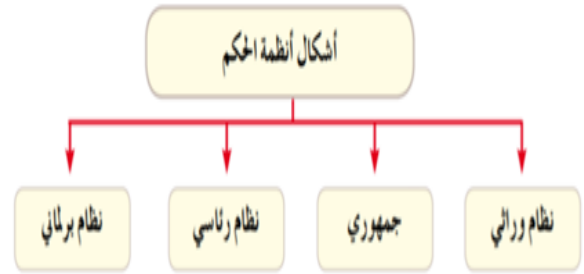 أشكال أنظمة الحكم
نظام وراثي
جمهوري
نظام رئاسي
نظام برلماني